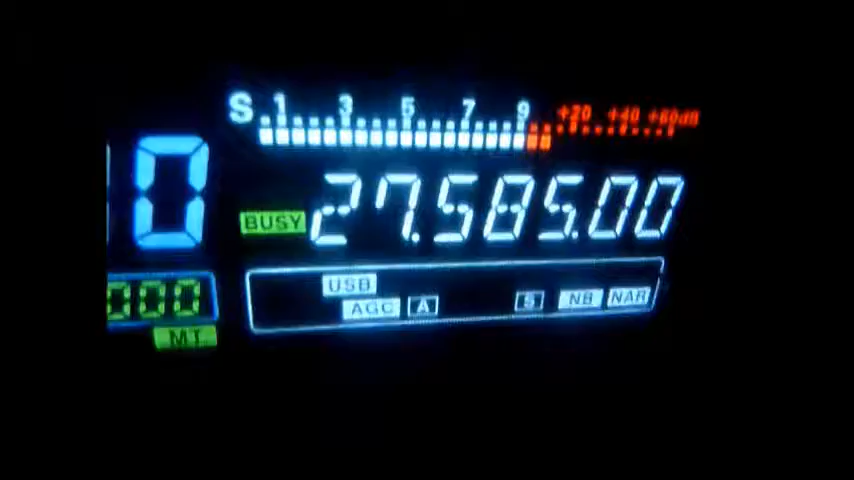 S 1 3 5 7 9 +20 +40 +60dB
0 BUSY 27.585.00
USB
000 AGC A S NB NAR
MT